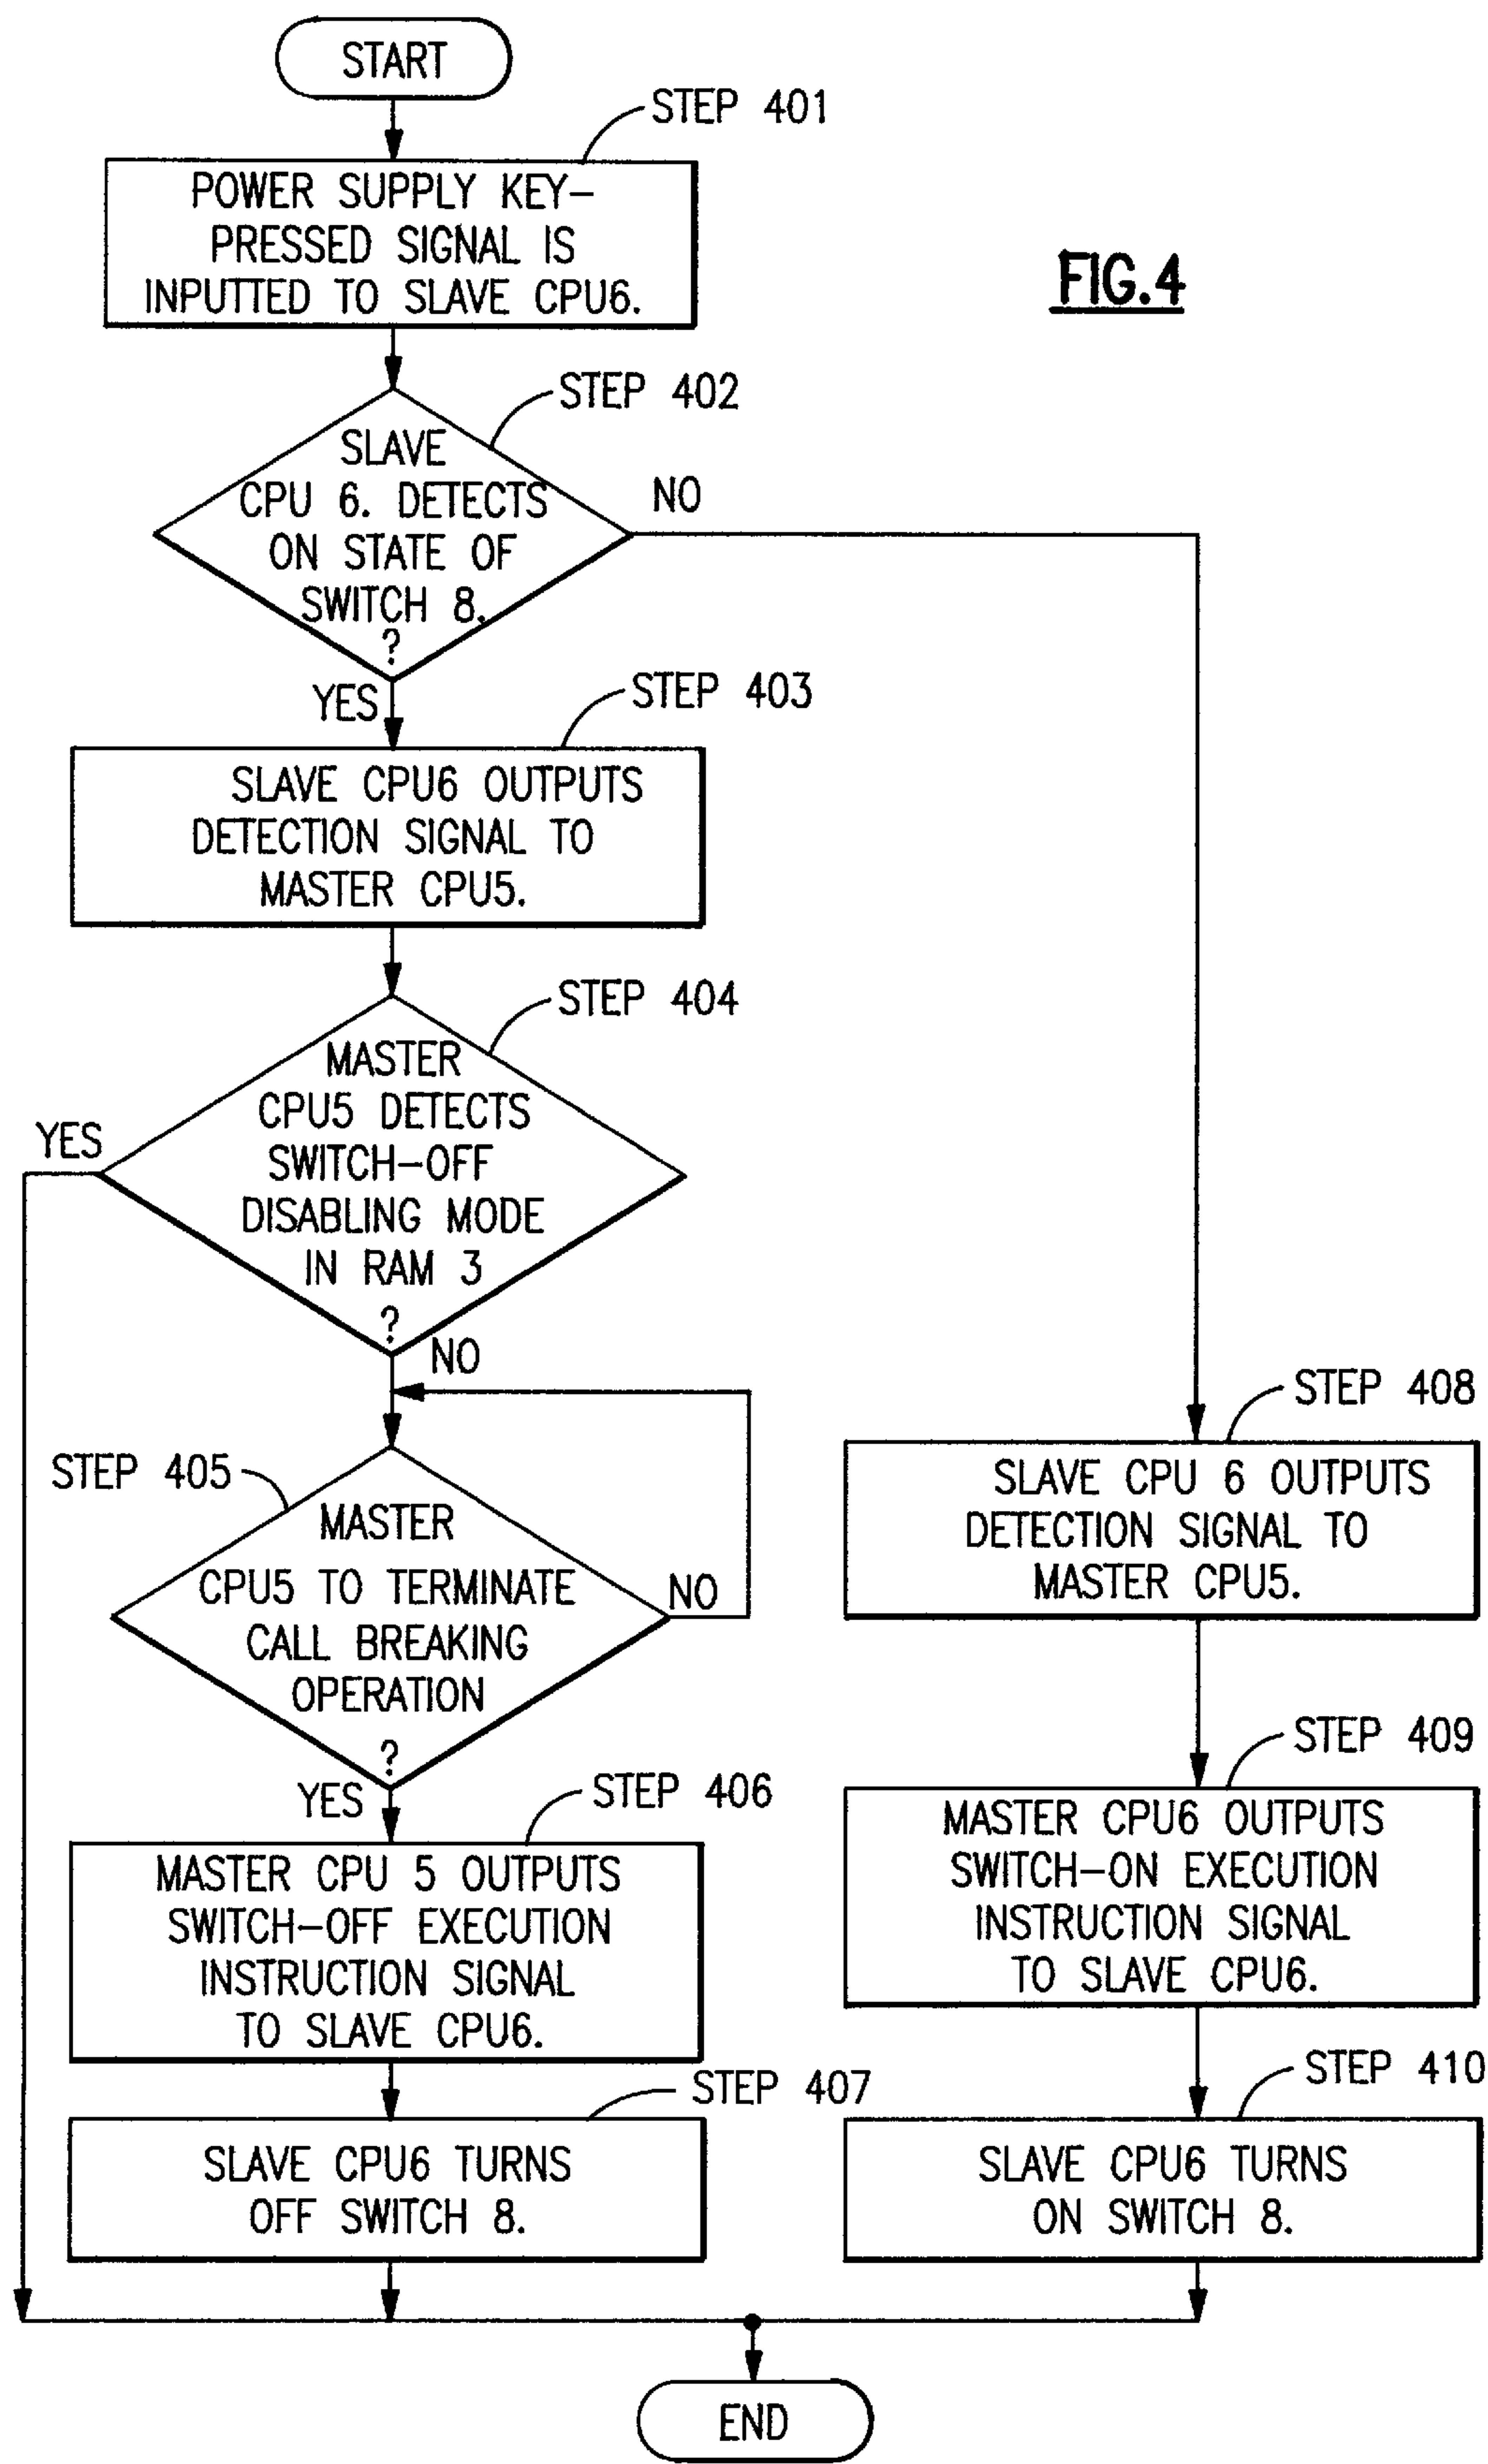 START
STEP 401
POWER SUPPLY KEY-
PRESSED SIGNAL IS
INPUTTED TO SLAVE CPU6.
FIG.4
STEP 402
SLAVE
CPU 6. DETECTS
ON STATE OF
SWITCH 8.
?
NO
YES
STEP 403
SLAVE CPU6 OUTPUTS
DETECTION SIGNAL TO
MASTER CPU5.
STEP 404
MASTER
CPU5 DETECTS
SWITCH-OFF
DISABLING MODE
IN RAM 3
?
YES
NO
STEP 405
MASTER
CPU5 TO TERMINATE
CALL BREAKING
OPERATION
?
NO
YES
STEP 406
MASTER CPU 5 OUTPUTS
SWITCH-OFF EXECUTION
INSTRUCTION SIGNAL
TO SLAVE CPU6.
STEP 407
SLAVE CPU6 TURNS
OFF SWITCH 8.
STEP 408
SLAVE CPU 6 OUTPUTS
DETECTION SIGNAL TO
MASTER CPU5.
STEP 409
MASTER CPU6 OUTPUTS
SWITCH-ON EXECUTION
INSTRUCTION SIGNAL
TO SLAVE CPU6.
STEP 410
SLAVE CPU6 TURNS
ON SWITCH 8.
END